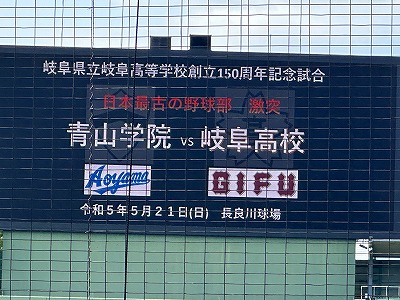 岐阜県立岐阜高等学校創立150周年記念試合
日本最古の野球部　激突
青山学院 vs 岐阜高校
Aoyama GIFU
令和５年５月２１日(日)　長良川球場